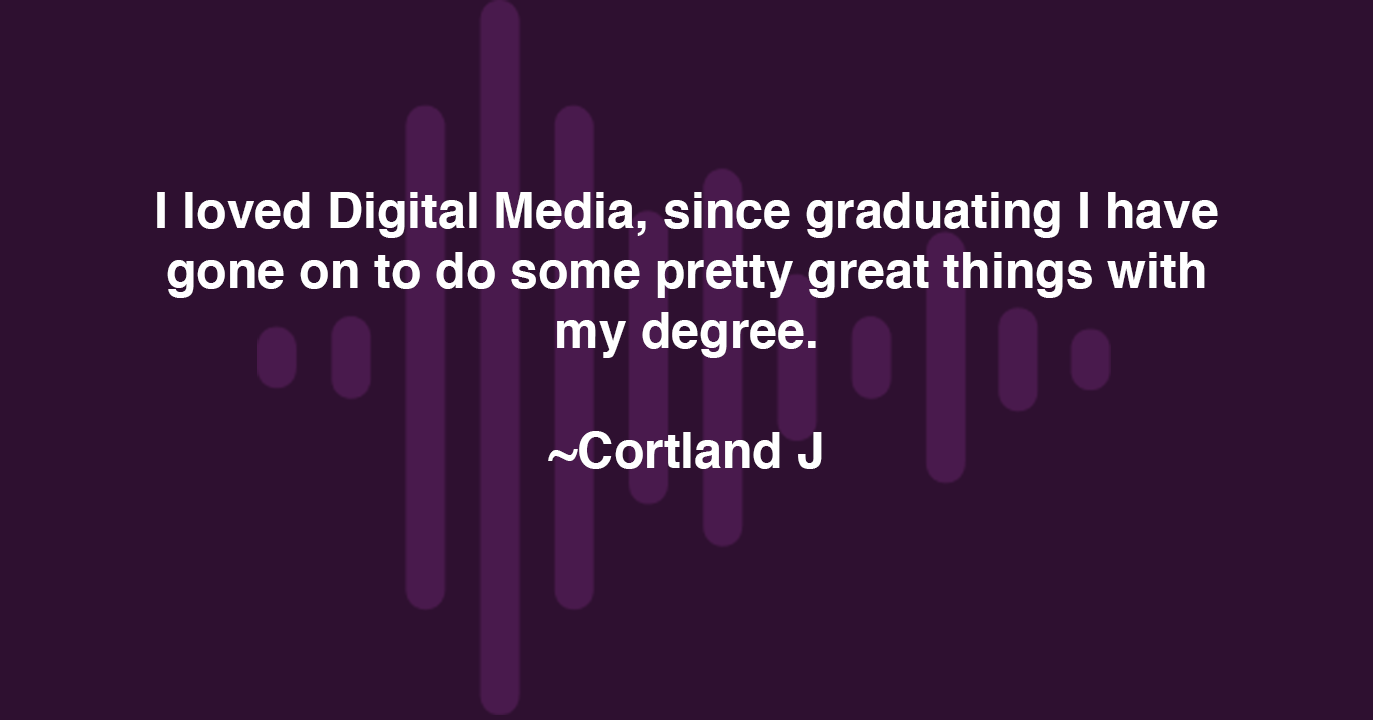 I loved Digital Media, since graduating I have
gone on to do some pretty great things with
my degree.
~Cortland J